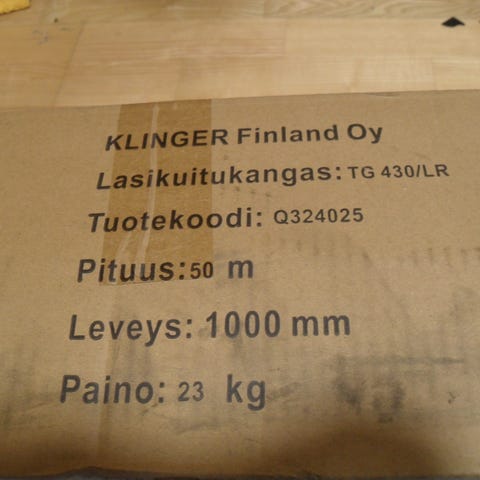 KLINGER Finland Oy
Lasikuitukangas: TG 430/LR
Tuotekoodi: Q324025
Pituus: 50 m
Leveys: 1000 mm
Paino: 23 kg